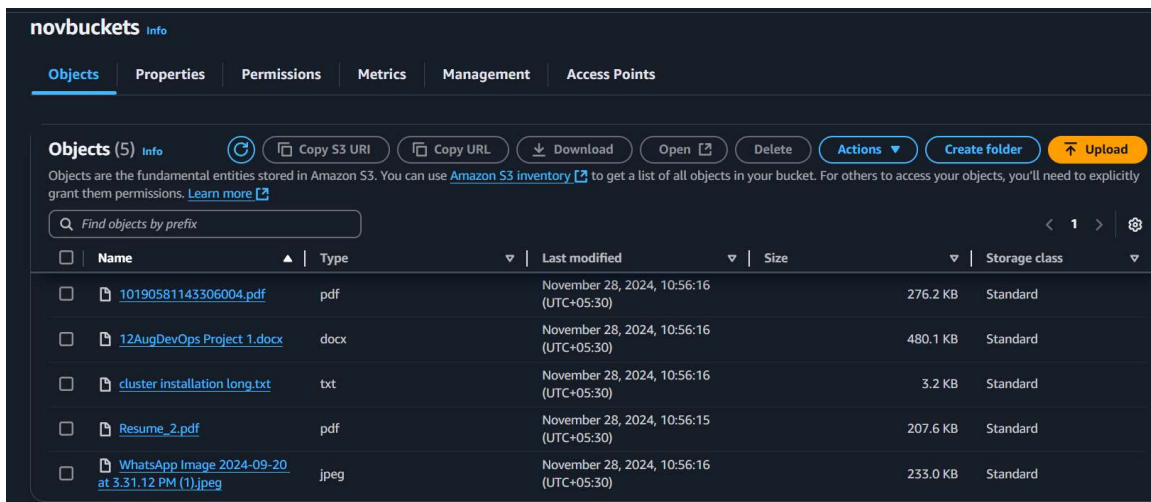 novbuckets Info
Objects Properties Permissions Metrics Management Access Points
Objects (5) Info Copy S3 URI Copy URL Download Open Delete Actions Create folder Upload
Objects are the fundamental entities stored in Amazon S3. You can use Amazon S3 inventory to get a list of all objects in your bucket. For others to access your objects, you'll need to explicitly
grant them permissions. Learn more
Find objects by prefix 1
Name Type Last modified Size Storage class
10190581143306004.pdf pdf November 28, 2024, 10:56:16 (UTC+05:30) 276.2 KB Standard
12AugDevOps Project 1.docx docx November 28, 2024, 10:56:16 (UTC+05:30) 480.1 KB Standard
cluster installation long.txt txt November 28, 2024, 10:56:16 (UTC+05:30) 3.2 KB Standard
Resume_2.pdf pdf November 28, 2024, 10:56:15 (UTC+05:30) 207.6 KB Standard
WhatsApp Image 2024-09-20 at 3.31.12 PM (1).jpeg jpeg November 28, 2024, 10:56:16 (UTC+05:30) 233.0 KB Standard